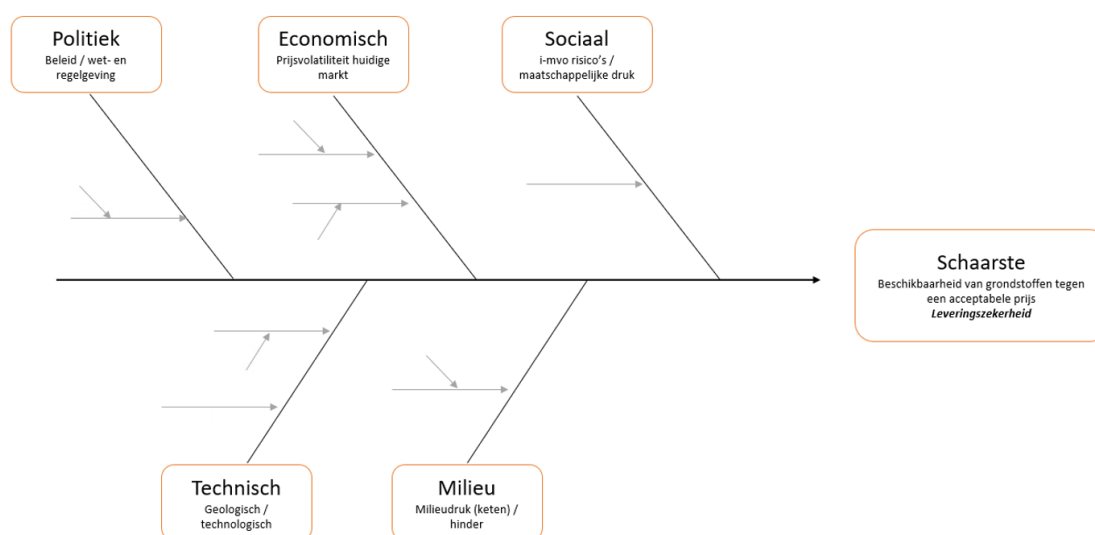 Politiek
Beleid / wet- en
regelgeving
Economisch
Prijsvolatiliteit huidige
markt
Sociaal
i-mvo risico's /
maatschappelijke druk
Schaarste
Beschikbaarheid van grondstoffen tegen
een acceptabele prijs
Leveringszekerheid
Technisch
Geologisch /
technologisch
Milieu
Milieudruk (keten) /
hinder